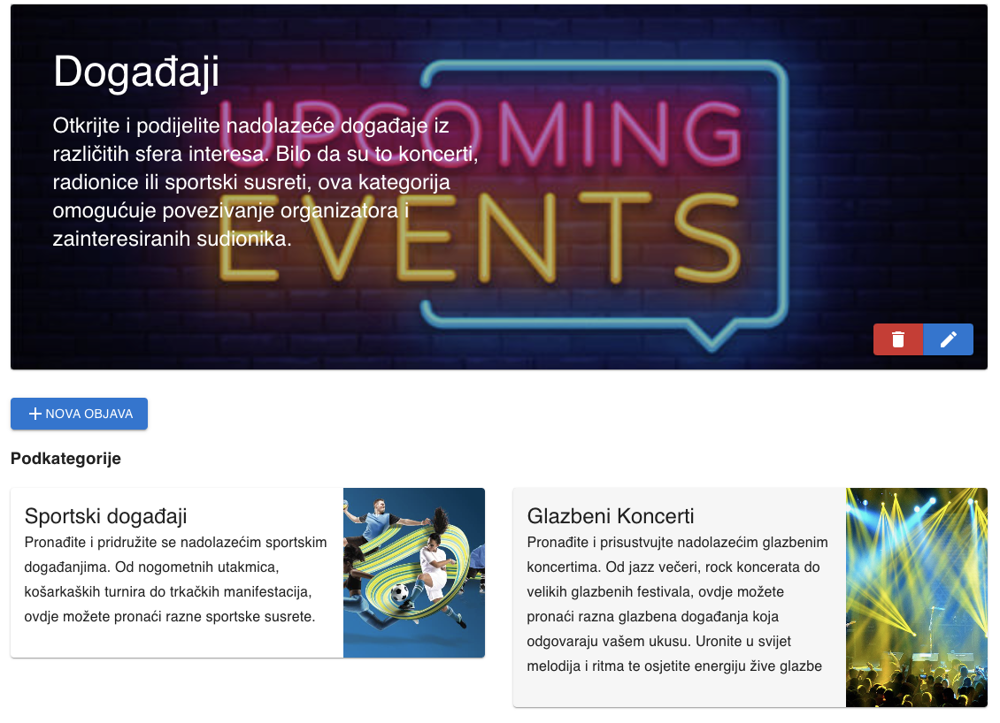 Događaji
UPCOMING
EVENTS
Otkrijte i podijelite nadolazeće događaje iz
različitih sfera interesa. Bilo da su to koncerti,
radionice ili sportski susreti, ova kategorija
omogućuje povezivanje organizatora i
zainteresiranih sudionika.
NOVA OBJAVA
Podkategorije
Sportski događaji
Pronađite i pridružite se nadolazećim sportskim
događanjima. Od nogometnih utakmica,
košarkaških turnira do trkačkih manifestacija,
ovdje možete pronaći razne sportske susrete.
Glazbeni Koncerti
Pronađite i prisustvujte nadolazećim glazbenim
koncertima. Od jazz večeri, rock koncerata do
velikih glazbenih festivala, ovdje možete
pronaći razna glazbena događanja koja
odgovaraju vašem ukusu. Uronite u svijet
melodija i ritma te osjetite energiju žive glazbe